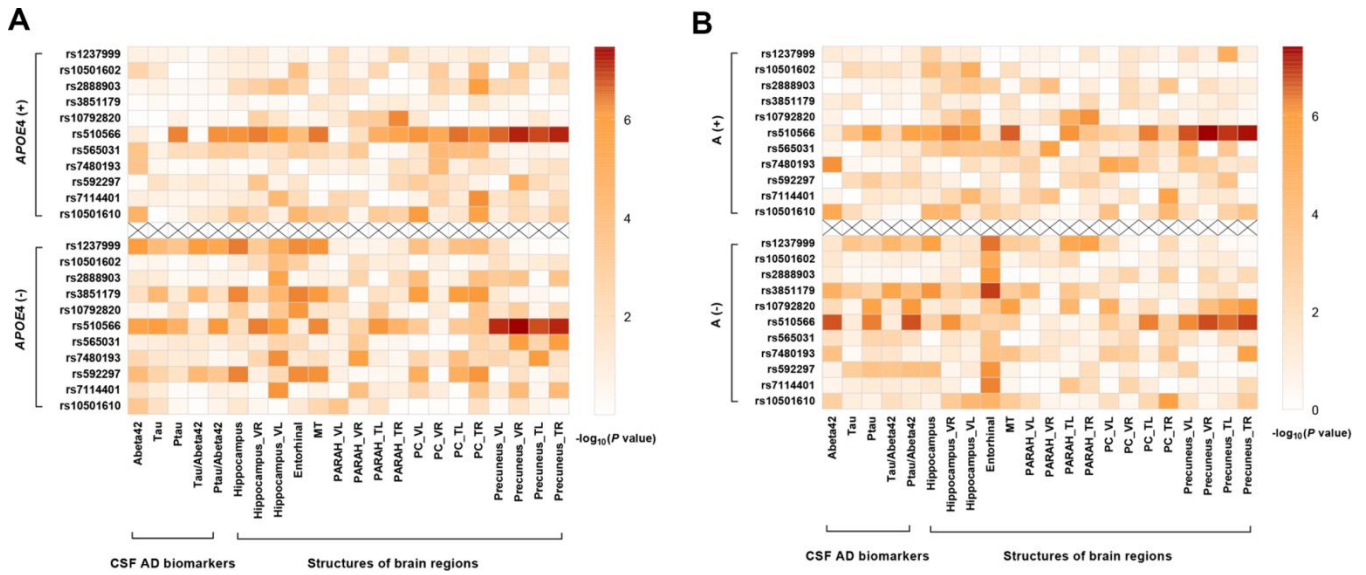 A
APOE4 (+)
rs1237999
rs10501602
rs2888903
rs3851179
rs10792820
rs510566
rs565031
rs7480193
rs592297
rs7114401
rs10501610
APOE4 (-)
rs1237999
rs10501602
rs2888903
rs3851179
rs10792820
rs510566
rs565031
rs7480193
rs592297
rs7114401
rs10501610
6
4
2
-log10(P value)
Abeta42
Tau
Ptau
Tau/Abeta42
Ptau/Abeta42
Hippocampus
Hippocampus_VR
Hippocampus_VL
Entorhinal
MT
PARAH_VL
PARAH_VR
PARAH_TL
PARAH_TR
PC_VL
PC_VR
PC_TL
PC_TR
Precuneus_VL
Precuneus_VR
Precuneus_TL
Precuneus_TR
CSF AD biomarkers
Structures of brain regions
B
A (+)
rs1237999
rs10501602
rs2888903
rs3851179
rs10792820
rs510566
rs565031
rs7480193
rs592297
rs7114401
rs10501610
A (-)
rs1237999
rs10501602
rs2888903
rs3851179
rs10792820
rs510566
rs565031
rs7480193
rs592297
rs7114401
rs10501610
6
4
2
0
-log10(P value)
Abeta42
Tau
Ptau
Tau/Abeta42
Ptau/Abeta42
Hippocampus
Hippocampus_VR
Hippocampus_VL
Entorhinal
MT
PARAH_VL
PARAH_VR
PARAH_TL
PARAH_TR
PC_VL
PC_VR
PC_TL
PC_TR
Precuneus_VL
Precuneus_VR
Precuneus_TL
Precuneus_TR
CSF AD biomarkers
Structures of brain regions